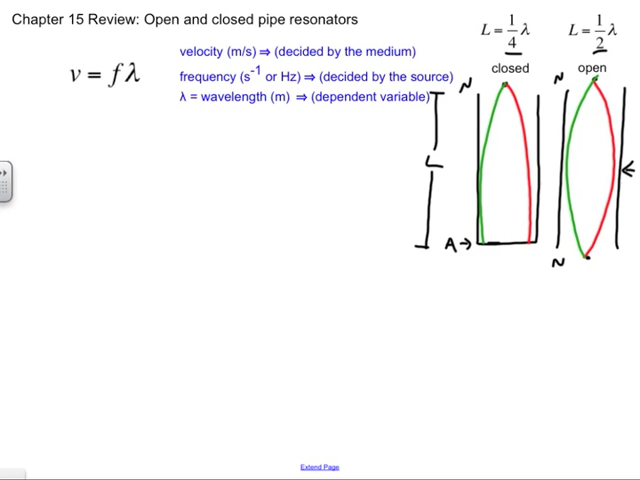 Chapter 15 Review: Open and closed pipe resonators
L = 1/4 λ
L = 1/2 λ
v = fλ
velocity (m/s) ⇒ (decided by the medium)
frequency (s⁻¹ or Hz) ⇒ (decided by the source)
λ = wavelength (m) ⇒ (dependent variable)
closed
open
N
N
L
A →
N
Extend Page